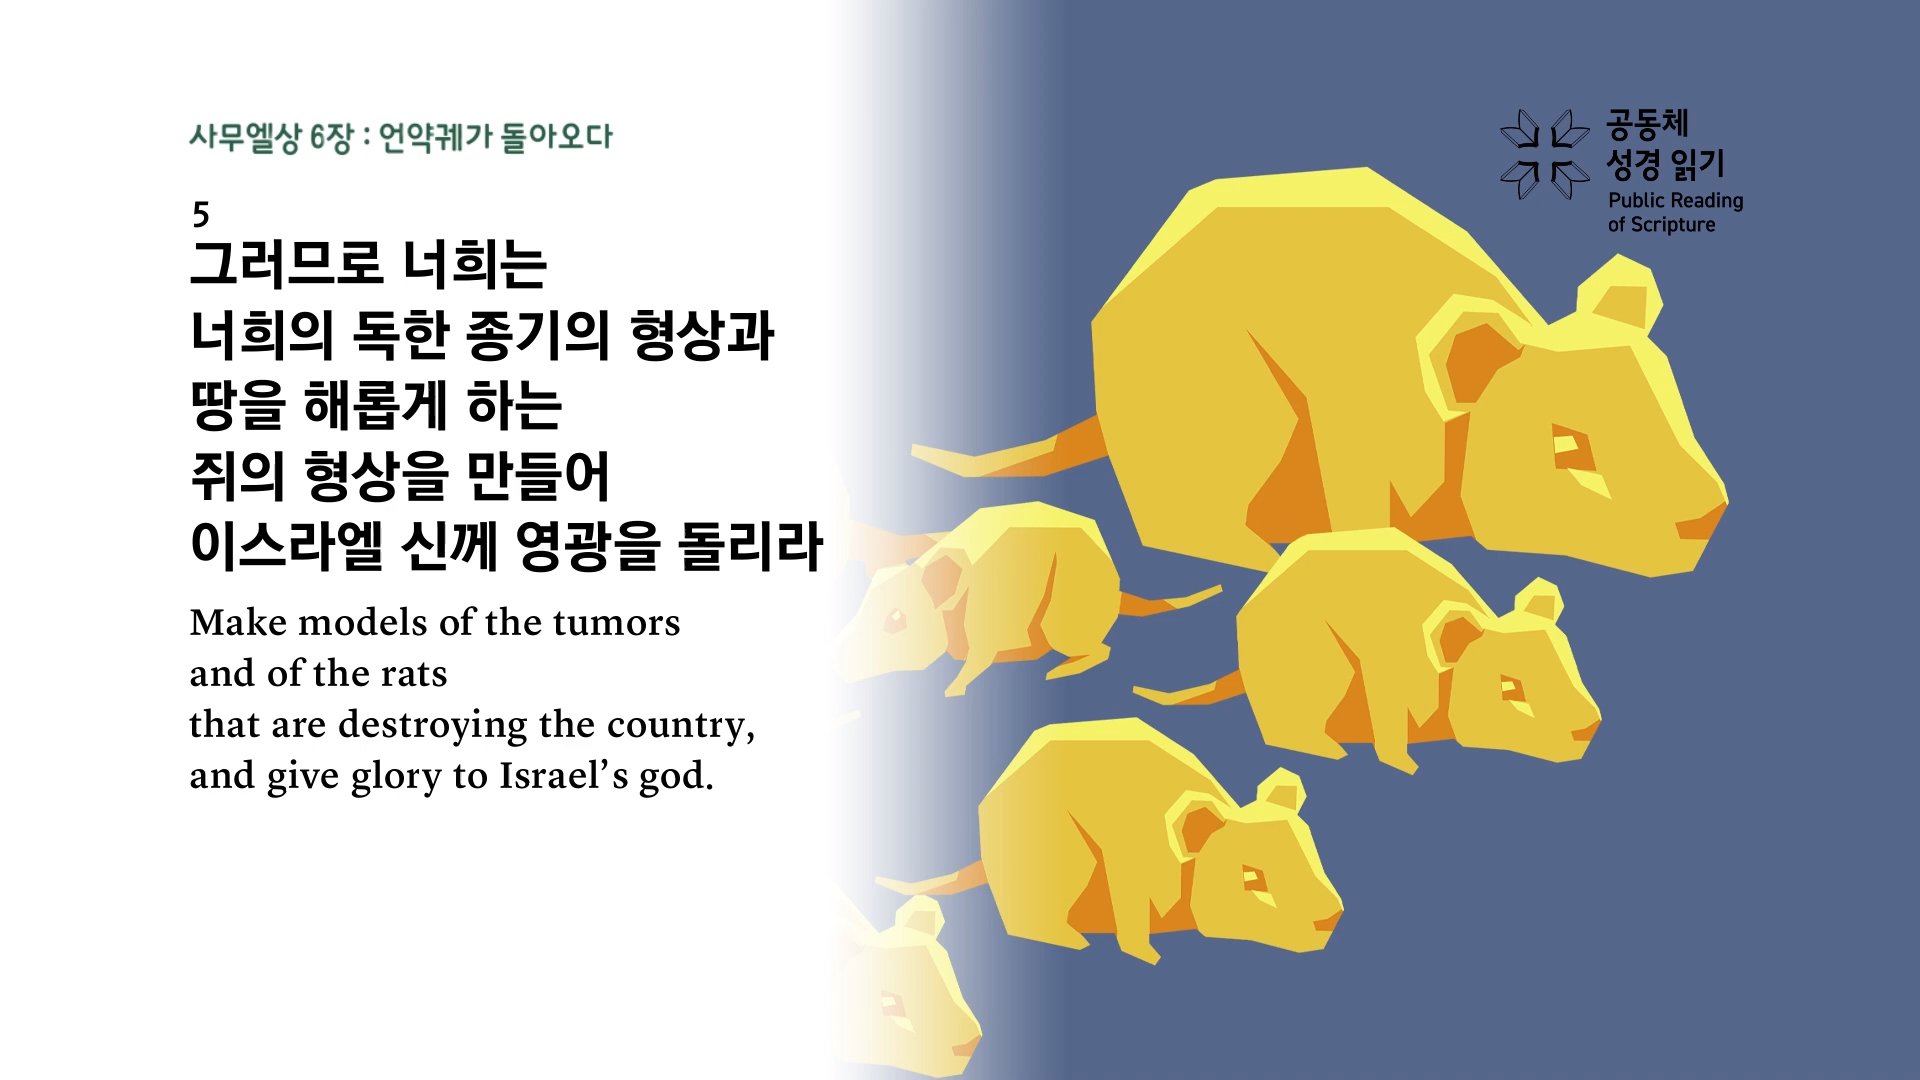 사무엘상 6장 : 언약궤가 돌아오다
5
그러므로 너희는
너희의 독한 종기의 형상과
땅을 해롭게 하는
쥐의 형상을 만들어
이스라엘 신께 영광을 돌리라
Make models of the tumors
and of the rats
that are destroying the country,
and give glory to Israel’s god.
공동체
성경 읽기
Public Reading
of Scripture